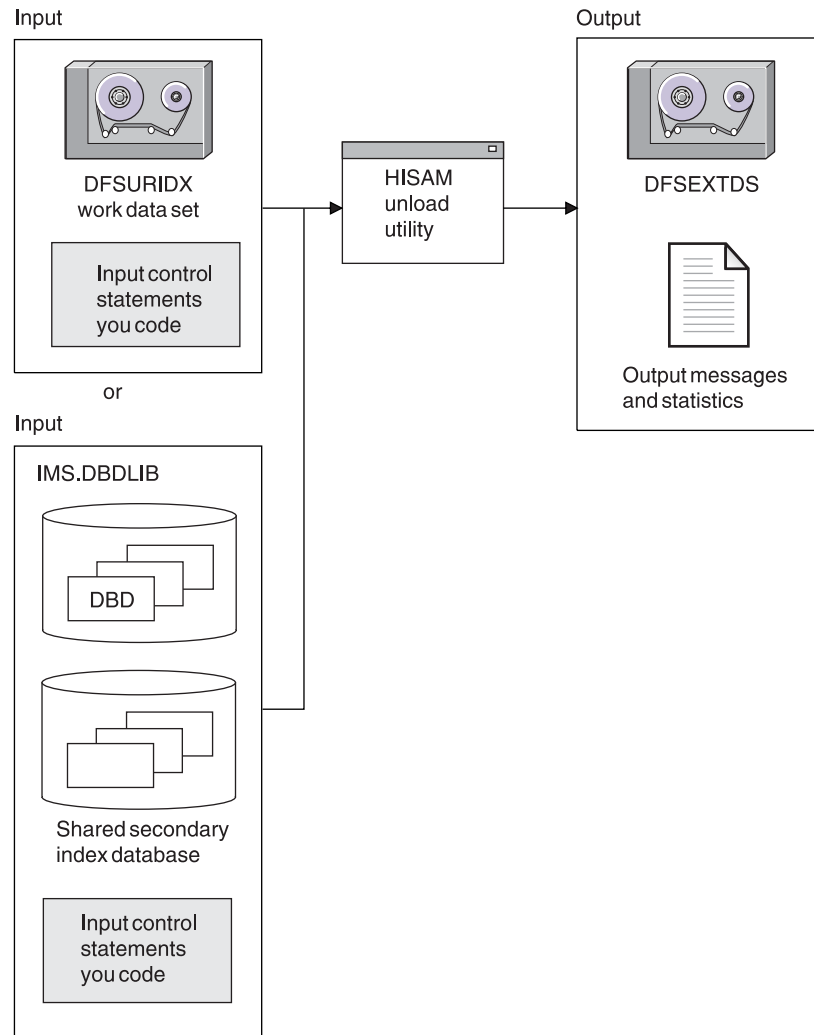 Input
DFSURIDX
work data set
Input control
statements
you code
or
Input
IMS.DBDLIB
DBD
Shared secondary
index database
Input control
statements
you code
HISAM
unload
utility
Output
DFSEXTDS
Output messages
and statistics